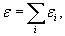 ε = ∑ᵢ εᵢ,